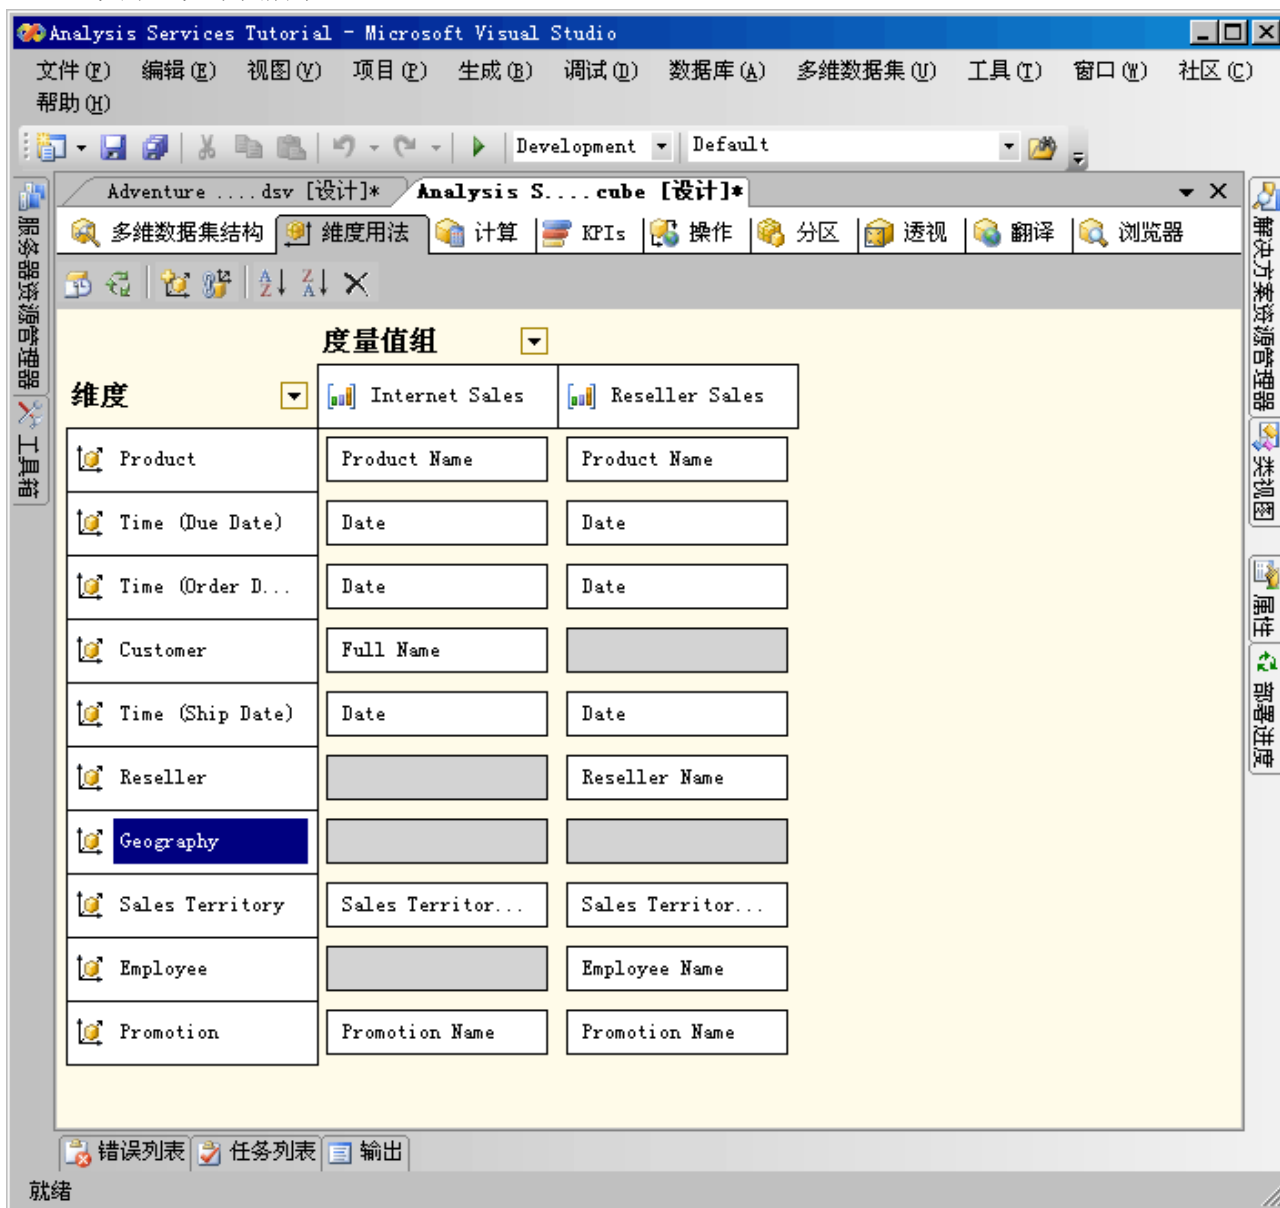 Analysis Services Tutorial - Microsoft Visual Studio
文件(F) 编辑(E) 视图(V) 项目(P) 生成(B) 调试(D) 数据库(A) 多维数据集(U) 工具(T) 窗口(W) 社区(C)
帮助(H)
Development Default
Adventure ....dsv [设计]* Analysis S....cube [设计]*
多维数据集结构 维度用法 计算 KPIs 操作 分区 透视 翻译 浏览器
度量值组
维度 Internet Sales Reseller Sales
Product Product Name Product Name
Time (Due Date) Date Date
Time (Order D... Date Date
Customer Full Name
Time (Ship Date) Date Date
Reseller Reseller Name
Geography
Sales Territory Sales Territor... Sales Territor...
Employee Employee Name
Promotion Promotion Name Promotion Name
服务器资源管理器
工具箱
解决方案资源管理器
类视图
属性
部署进度
错误列表 任务列表 输出
就绪